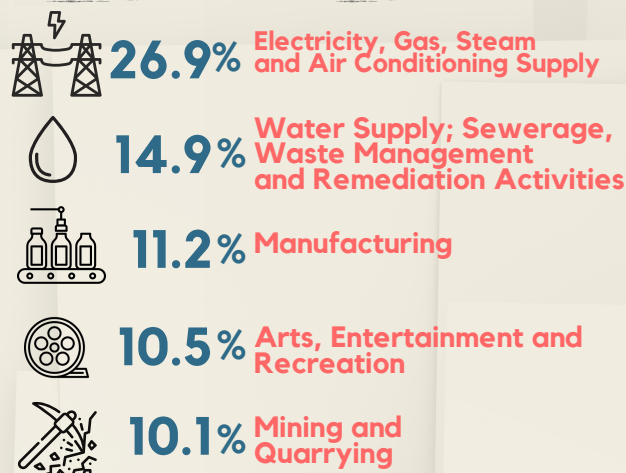 26.9% Electricity, Gas, Steam
and Air Conditioning Supply
14.9% Water Supply; Sewerage,
Waste Management
and Remediation Activities
11.2% Manufacturing
10.5% Arts, Entertainment and
Recreation
10.1% Mining and
Quarrying